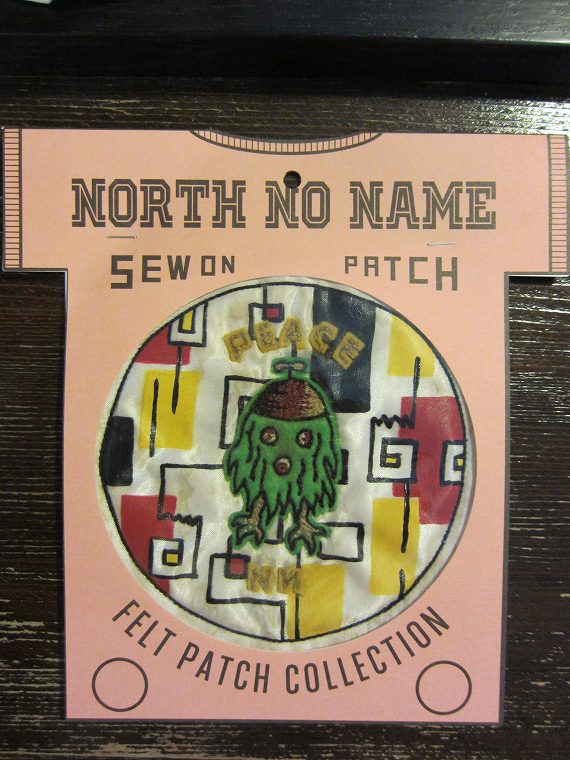 NORTH NO NAME
SEW ON PATCH
PEACE
NN
FELT PATCH COLLECTION